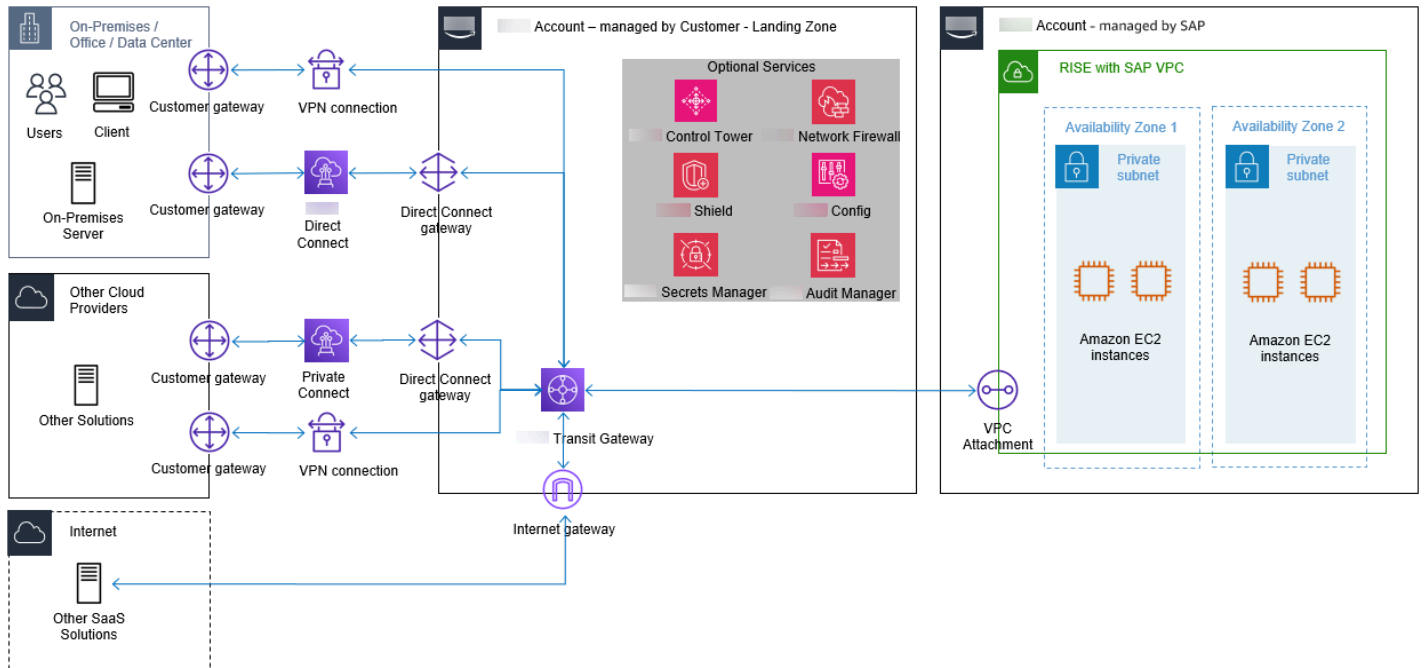 On-Premises /
Office / Data Center
Users
Client
On-Premises
Server
Customer gateway
VPN connection
Customer gateway
Direct
Connect
Direct Connect
gateway
Other Cloud
Providers
Other Solutions
Customer gateway
Private
Connect
Direct Connect
gateway
Customer gateway
VPN connection
Internet
Other SaaS
Solutions
Account – managed by Customer - Landing Zone
Optional Services
Control Tower
Network Firewall
Shield
Config
Secrets Manager
Audit Manager
Transit Gateway
Internet gateway
Account - managed by SAP
RISE with SAP VPC
Availability Zone 1
Private
subnet
Amazon EC2
instances
Availability Zone 2
Private
subnet
Amazon EC2
instances
VPC
Attachment